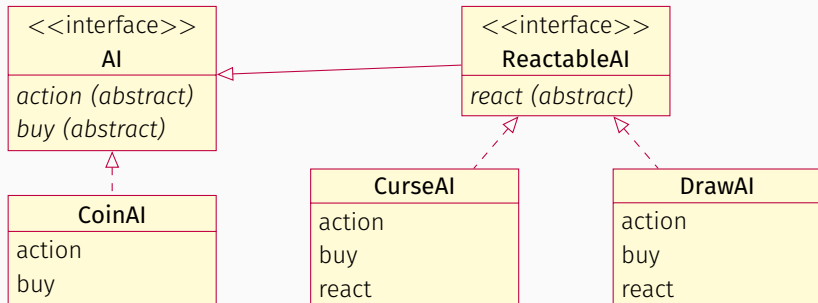 <<interface>>
AI
action (abstract)
buy (abstract)
<<interface>>
ReactableAI
react (abstract)
CoinAI
action
buy
CurseAI
action
buy
react
DrawAI
action
buy
react